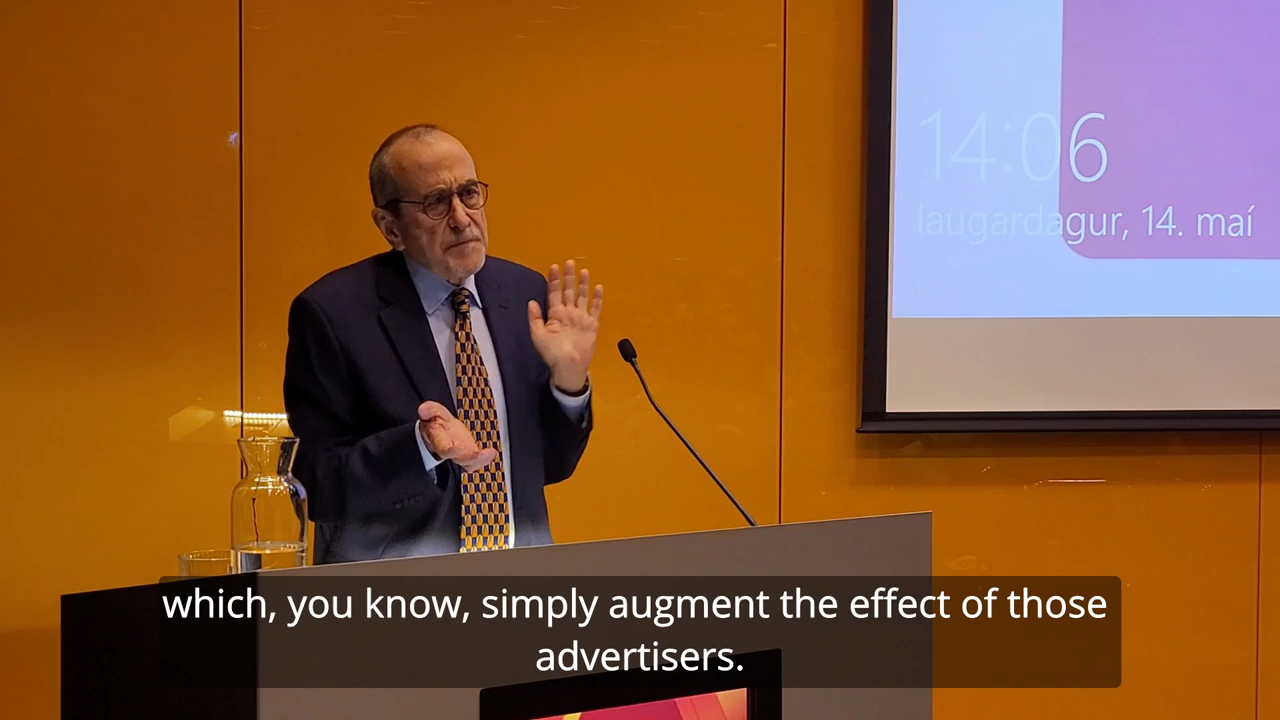 14:06
laugardagur, 14. maí
which, you know, simply augment the effect of those
advertisers.